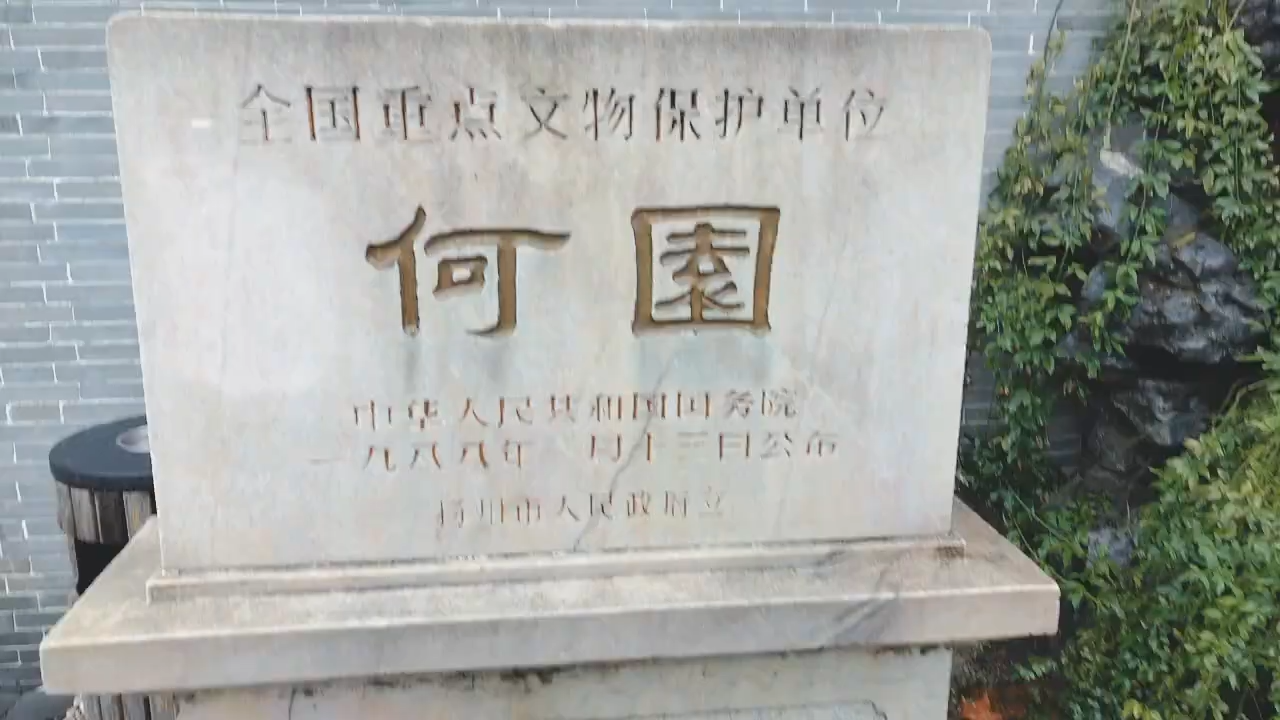 全国重点文物保护单位
何園
中华人民共和国国务院
一九八八年一月十三日公布
扬州市人民政府立